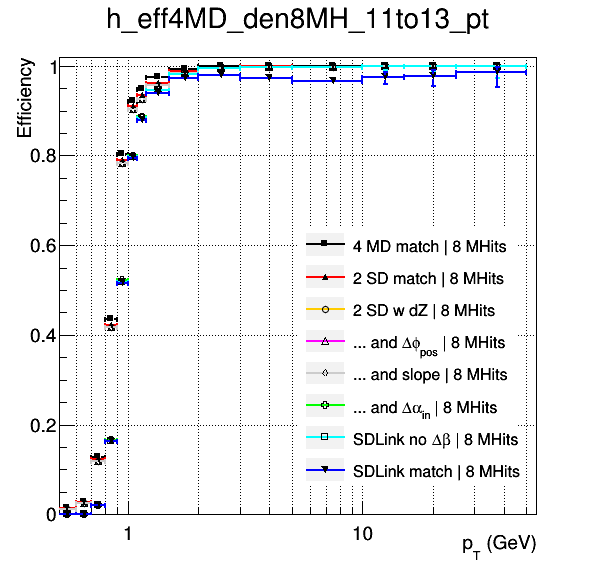 h_eff4MD_den8MH_11to13_pt
Efficiency
1
0.8
0.6
0.4
0.2
0
4 MD match | 8 MHits
2 SD match | 8 MHits
2 SD w dZ | 8 MHits
... and Δϕpos | 8 MHits
... and slope | 8 MHits
... and Δαin | 8 MHits
SDLink no Δβ | 8 MHits
SDLink match | 8 MHits
1 10
pT (GeV)